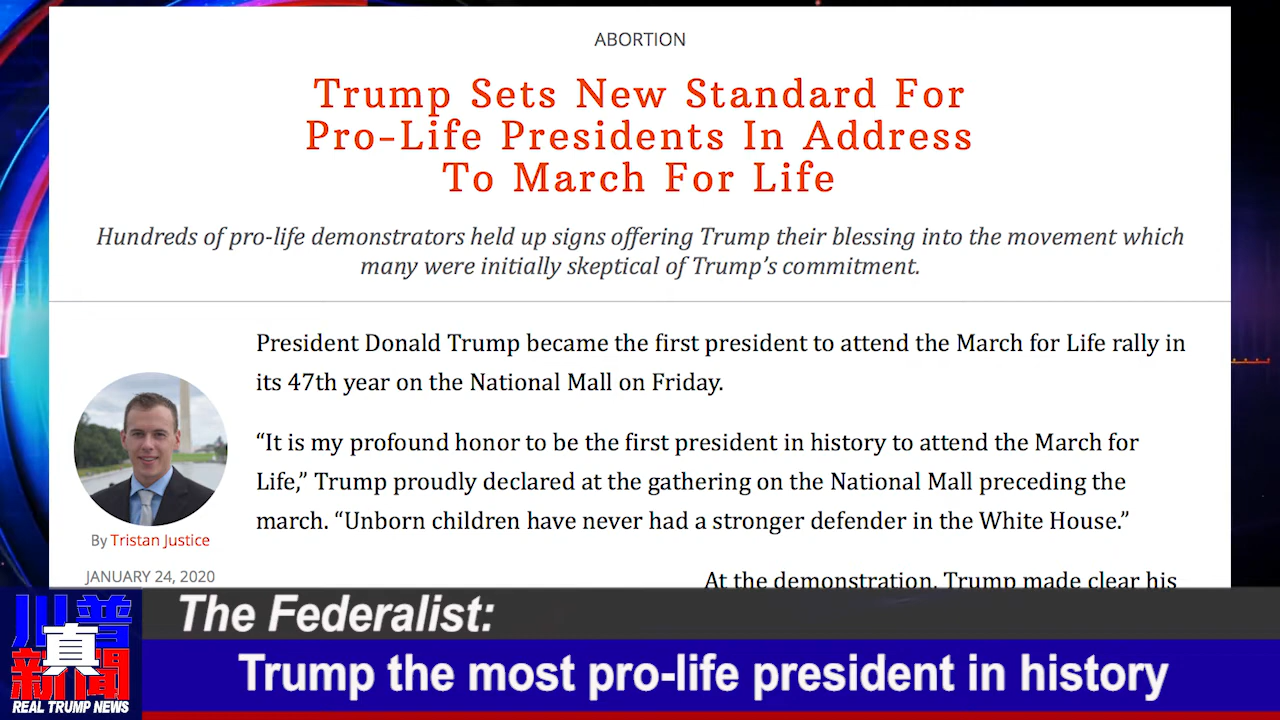 ABORTION
Trump Sets New Standard For
Pro-Life Presidents In Address
To March For Life
Hundreds of pro-life demonstrators held up signs offering Trump their blessing into the movement which
many were initially skeptical of Trump's commitment.
President Donald Trump became the first president to attend the March for Life rally in
its 47th year on the National Mall on Friday.
“It is my profound honor to be the first president in history to attend the March for
Life,” Trump proudly declared at the gathering on the National Mall preceding the
march. “Unborn children have never had a stronger defender in the White House.”
By Tristan Justice
JANUARY 24, 2020
At the demonstration, Trump made clear his
The Federalist:
Trump the most pro-life president in history
川普
真
新聞
REAL TRUMP NEWS